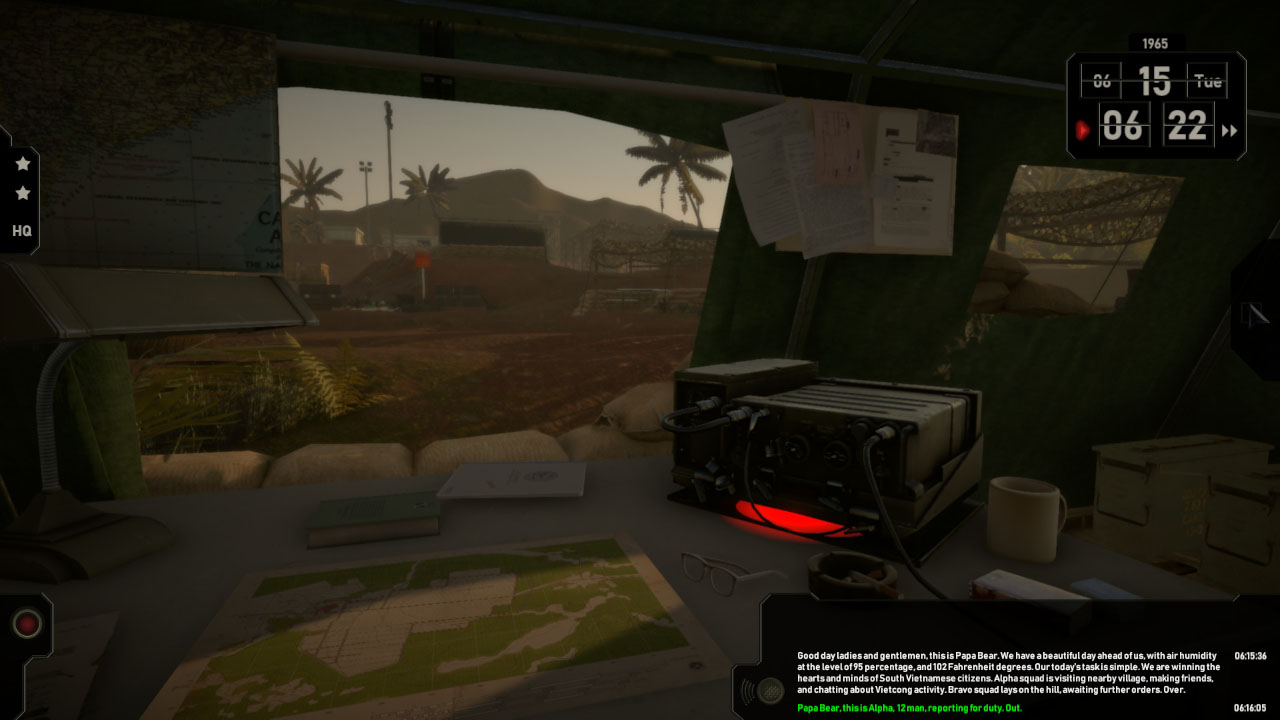 1965
06 15 Tue
06 22
HQ
CA
A
THE NA
Good day ladies and gentlemen, this is Papa Bear. We have a beautiful day ahead of us, with air humidity
06:15:36
at the level of 95 percentage, and 102 Fahrenheit degrees. Our today's task is simple. We are winning the
hearts and minds of South Vietnamese citizens. Alpha squad is visiting nearby village, making friends,
and chatting about Vietcong activity. Bravo squad lays on the hill, awaiting further orders. Over.
Papa Bear, this is Alpha, 12 man, reporting for duty. Out.
06:16:05